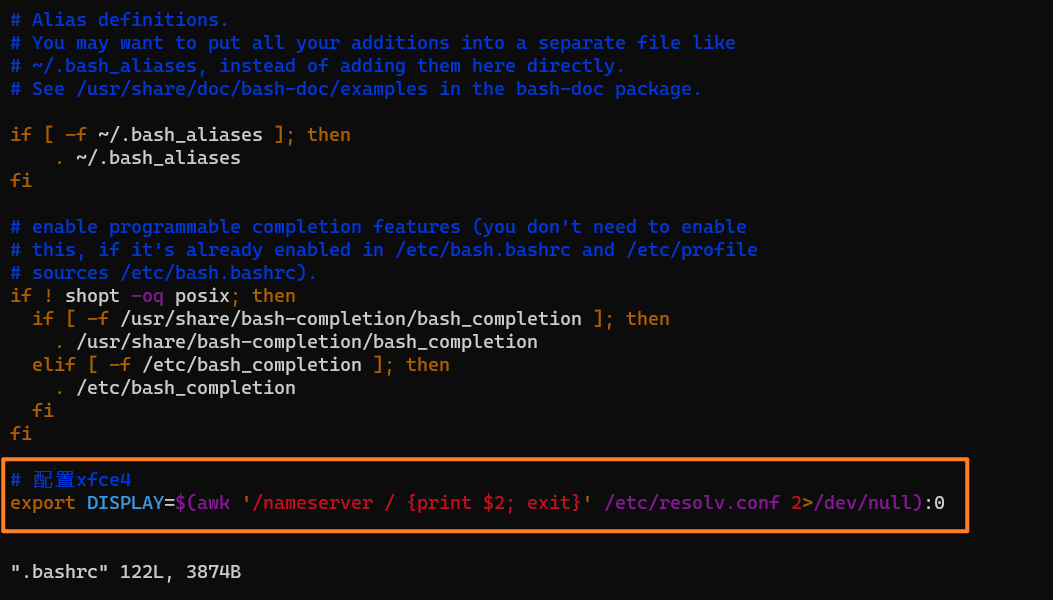 # Alias definitions.
# You may want to put all your additions into a separate file like
# ~/.bash_aliases, instead of adding them here directly.
# See /usr/share/doc/bash-doc/examples in the bash-doc package.
if [ -f ~/.bash_aliases ]; then
    . ~/.bash_aliases
fi
# enable programmable completion features (you don't need to enable
# this, if it's already enabled in /etc/bash.bashrc and /etc/profile
# sources /etc/bash.bashrc).
if ! shopt -oq posix; then
  if [ -f /usr/share/bash-completion/bash_completion ]; then
    . /usr/share/bash-completion/bash_completion
  elif [ -f /etc/bash_completion ]; then
    . /etc/bash_completion
  fi
fi
# 配置xfce4
export DISPLAY=$(awk '/nameserver / {print $2; exit}' /etc/resolv.conf 2>/dev/null):0
".bashrc" 122L, 3874B